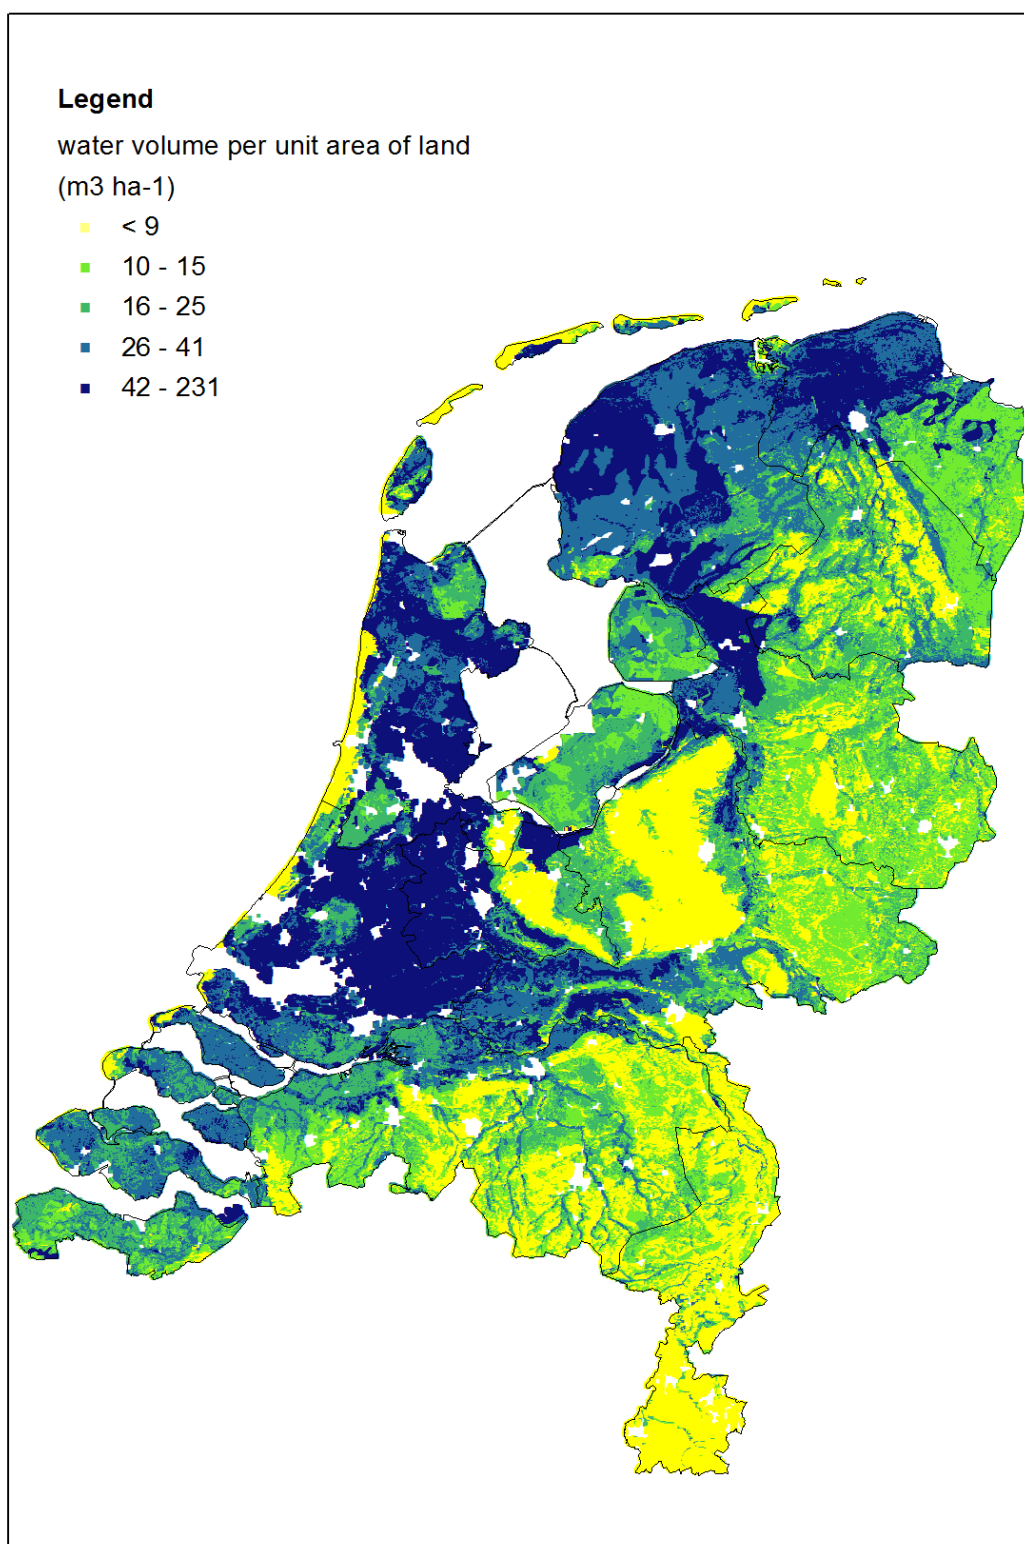 Legend
water volume per unit area of land
(m3 ha-1)
< 9
10 - 15
16 - 25
26 - 41
42 - 231